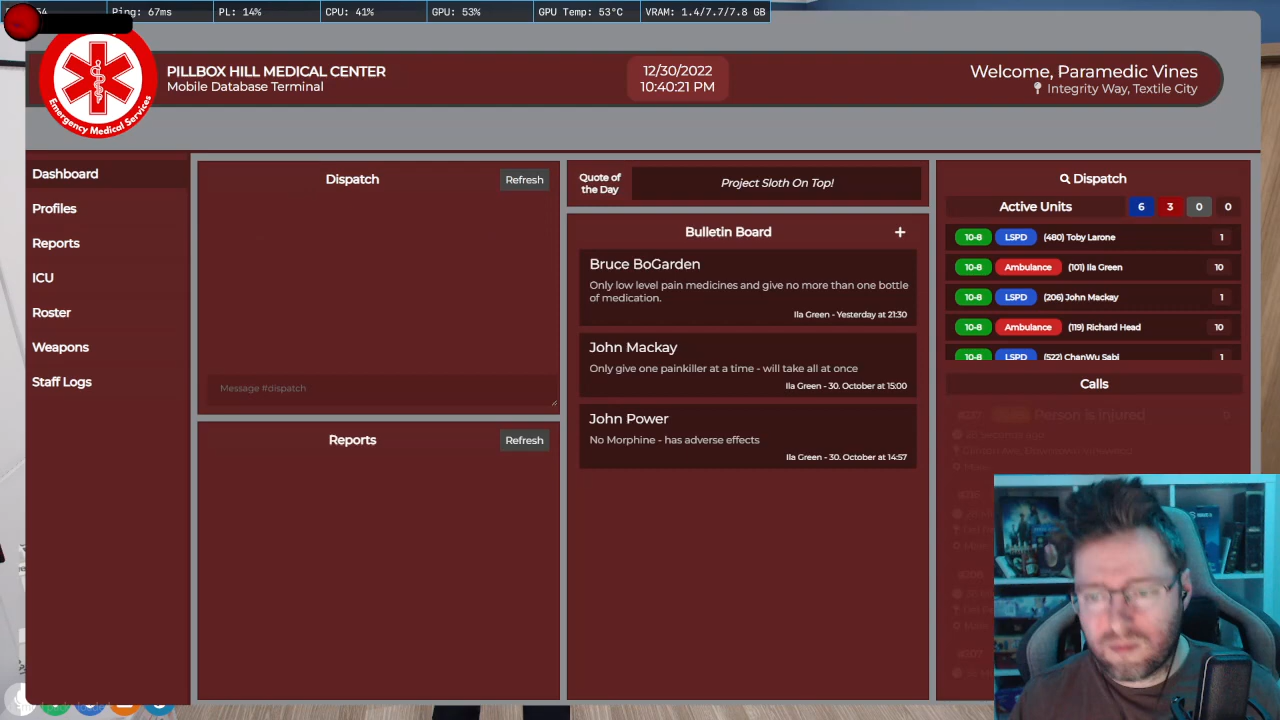 Ping: 67ms
PL: 14%
CPU: 41%
GPU: 53%
GPU Temp: 53°C
VRAM: 1.4/7.7/7.8 GB
Emergency Medical Services
PILLBOX HILL MEDICAL CENTER
Mobile Database Terminal
12/30/2022
10:40:21 PM
Welcome, Paramedic Vines
Integrity Way, Textile City
Dashboard
Profiles
Reports
ICU
Roster
Weapons
Staff Logs
Dispatch
Refresh
Message #dispatch
Reports
Refresh
Quote of
the Day
Project Sloth On Top!
Bulletin Board
+
Bruce BoGarden
Only low level pain medicines and give no more than one bottle
of medication.
Ila Green - Yesterday at 21:30
John Mackay
Only give one painkiller at a time - will take all at once
Ila Green - 30. October at 15:00
John Power
No Morphine - has adverse effects
Ila Green - 30. October at 14:57
Dispatch
Active Units
6
3
0
0
10-8 LSPD (480) Toby Larone 1
10-8 Ambulance (101) Ila Green 10
10-8 LSPD (206) John Mackay 1
10-8 Ambulance (119) Richard Head 10
10-8 LSPD (522) ChanWu Sabi 1
Calls
Person is injured